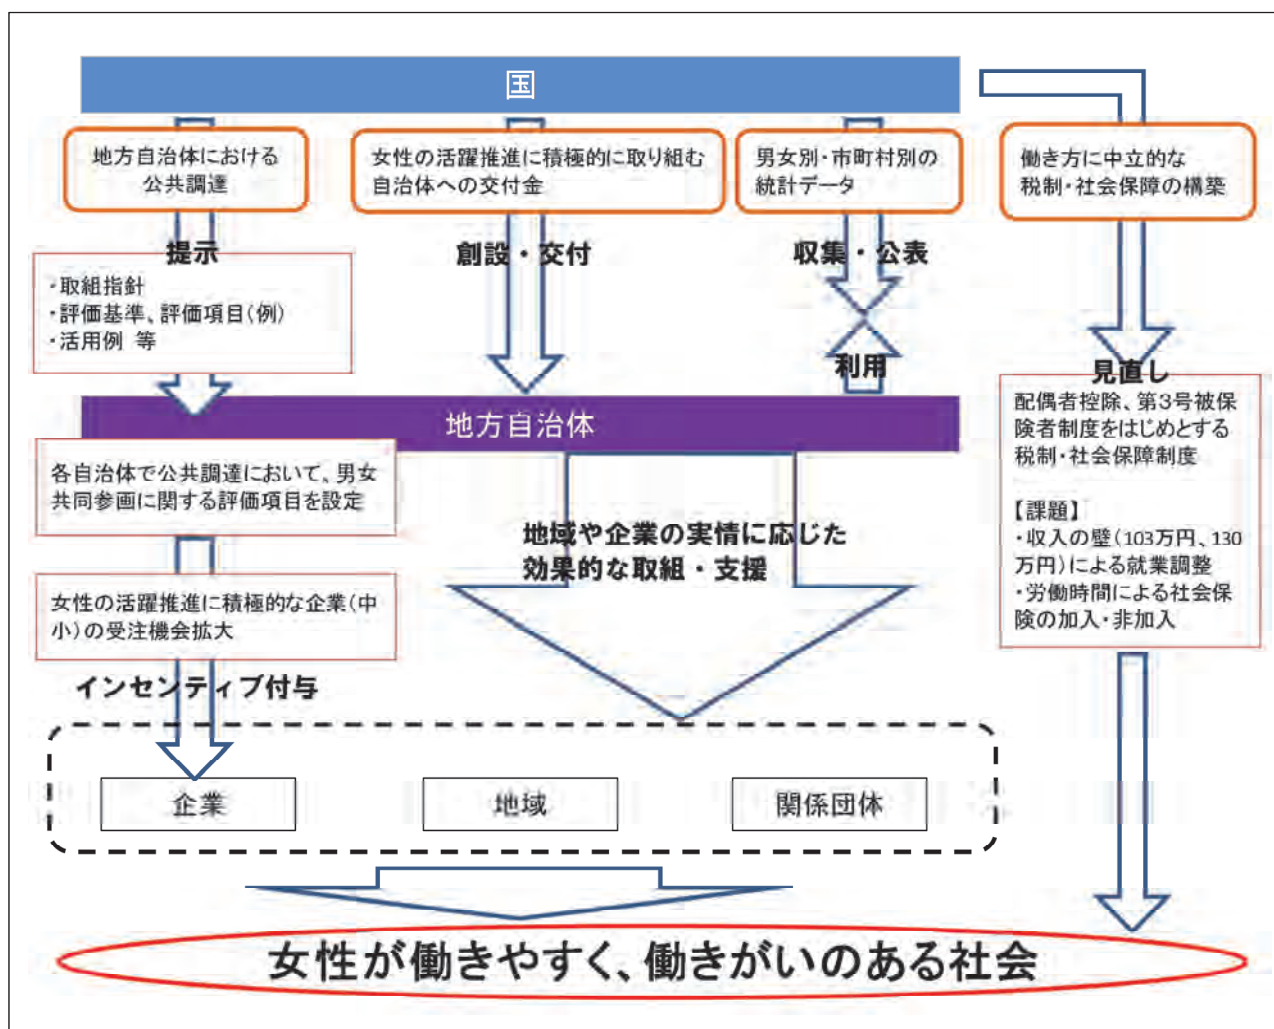 国
地方自治体における
公共調達
女性の活躍推進に積極的に取り組む
自治体への交付金
男女別・市町村別の
統計データ
働き方に中立的な
税制・社会保障の構築
提示
創設・交付
収集・公表
・取組指針
・評価基準、評価項目(例)
・活用例 等
利用
見直し
配偶者控除、第3号被保
険者制度をはじめとする
税制・社会保障制度
【課題】
・収入の壁(103万円、130
万円)による就業調整
・労働時間による社会保
険の加入・非加入
地方自治体
各自治体で公共調達において、男女
共同参画に関する評価項目を設定
地域や企業の実情に応じた
効果的な取組・支援
女性の活躍推進に積極的な企業(中
小)の受注機会拡大
インセンティブ付与
企業
地域
関係団体
女性が働きやすく、働きがいのある社会